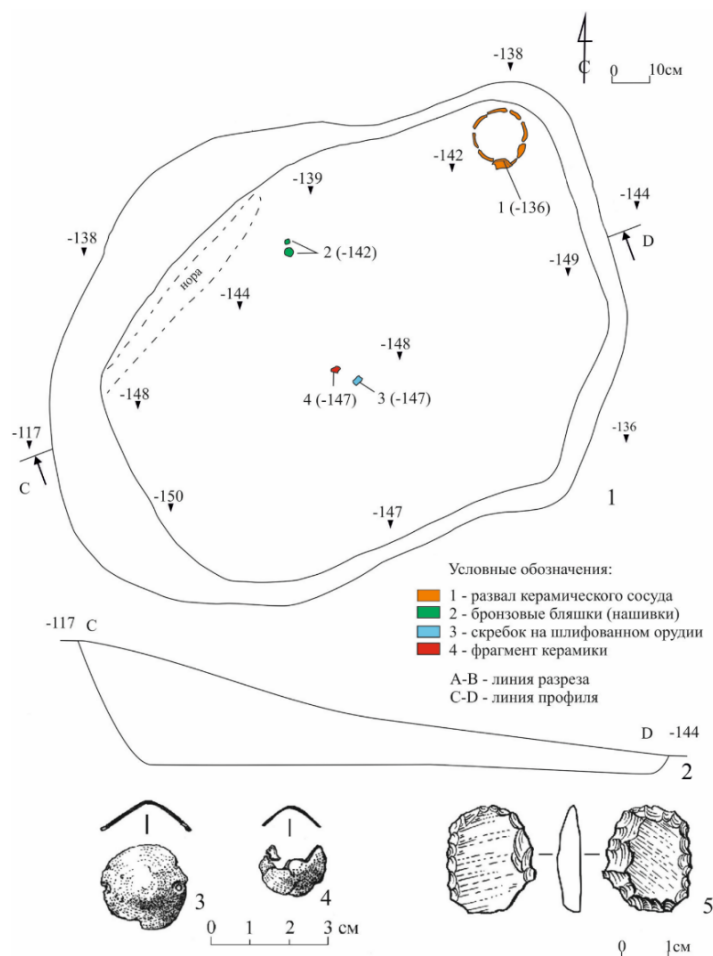 -138
С
0 10см
-142
-139
1 (-136)
-144
D
-138
2 (-142)
-149
нора
-144
-148
4 (-147)
3 (-147)
-148
-117
С
-136
-150
-147
1
Условные обозначения:
1 - развал керамического сосуда
2 - бронзовые бляшки (нашивки)
3 - скребок на шлифованном орудии
4 - фрагмент керамики
А-В - линия разреза
C-D - линия профиля
-117 С
D -144
2
3
4
5
0 1 2 3 см
0 1 см